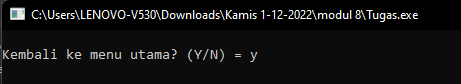 C:\Users\LENOVO-V530\Downloads\Kamis 1-12-2022\modul 8\Tugas.exe
Kembali ke menu utama? (Y/N) = y